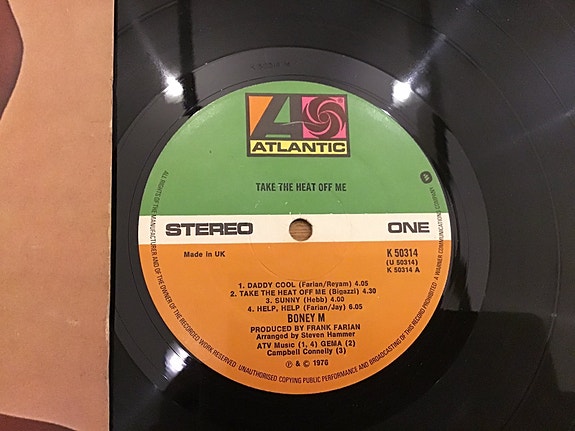 K 50314 A
ATLANTIC
TAKE THE HEAT OFF ME
STEREO ONE
Made in UK
K 50314
(U 50314)
K 50314 A
1. DADDY COOL (Farian/Reyam) 4.05
2. TAKE THE HEAT OFF ME (Bigazzi) 4.30
3. SUNNY (Hebb) 4.00
4. HELP, HELP (Farian/Jay) 6.05
BONEY M
PRODUCED BY FRANK FARIAN
Arranged by Steven Hammer
ATV Music (1, 4) GEMA (2)
Campbell Connelly (3)
℗ & © 1976
ALL RIGHTS OF THE MANUFACTURER AND OF THE OWNER OF THE RECORDED WORK RESERVED UNAUTHORISED COPYING PUBLIC PERFORMANCE AND BROADCASTING OF THIS RECORD PROHIBITED A WARNER COMMUNICATIONS COMPANY